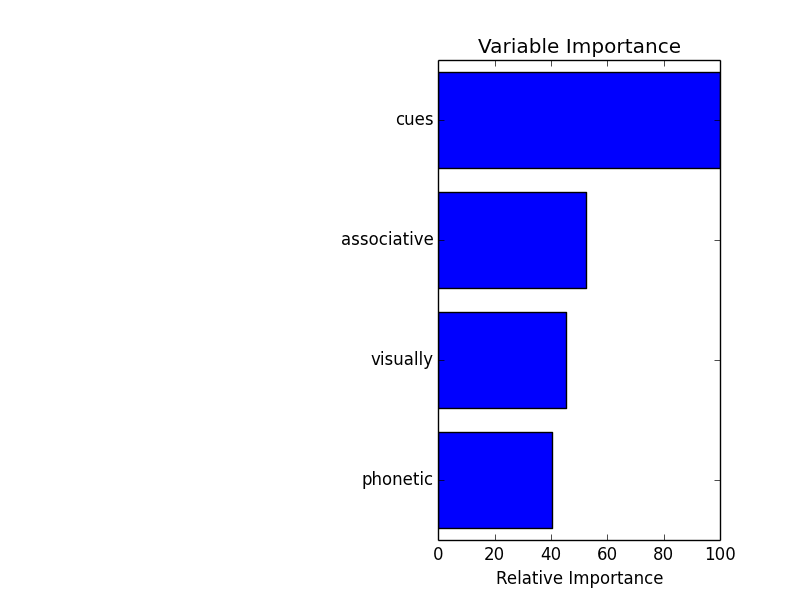 Variable Importance
cues
associative
visually
phonetic
0 20 40 60 80 100
Relative Importance